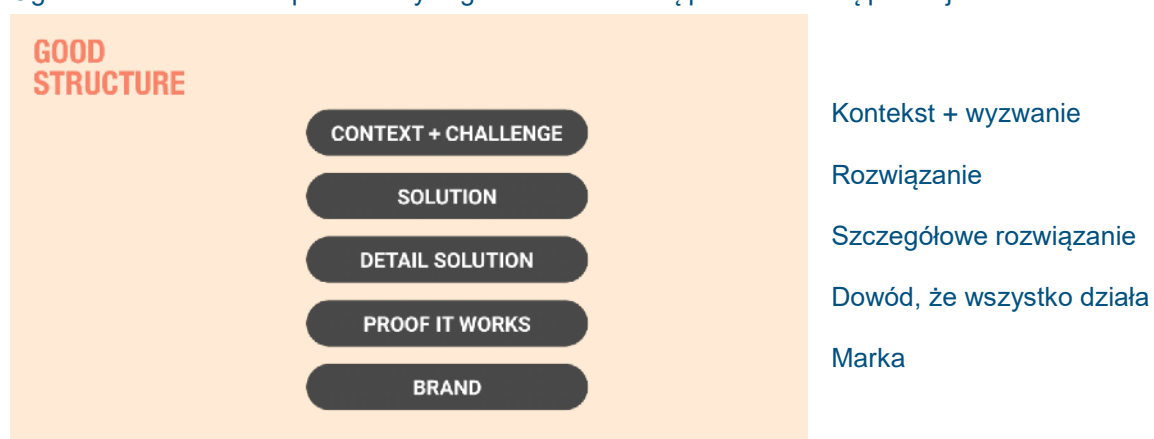 GOOD
STRUCTURE
CONTEXT + CHALLENGE
SOLUTION
DETAIL SOLUTION
PROOF IT WORKS
BRAND
Kontekst + wyzwanie
Rozwiązanie
Szczegółowe rozwiązanie
Dowód, że wszystko działa
Marka